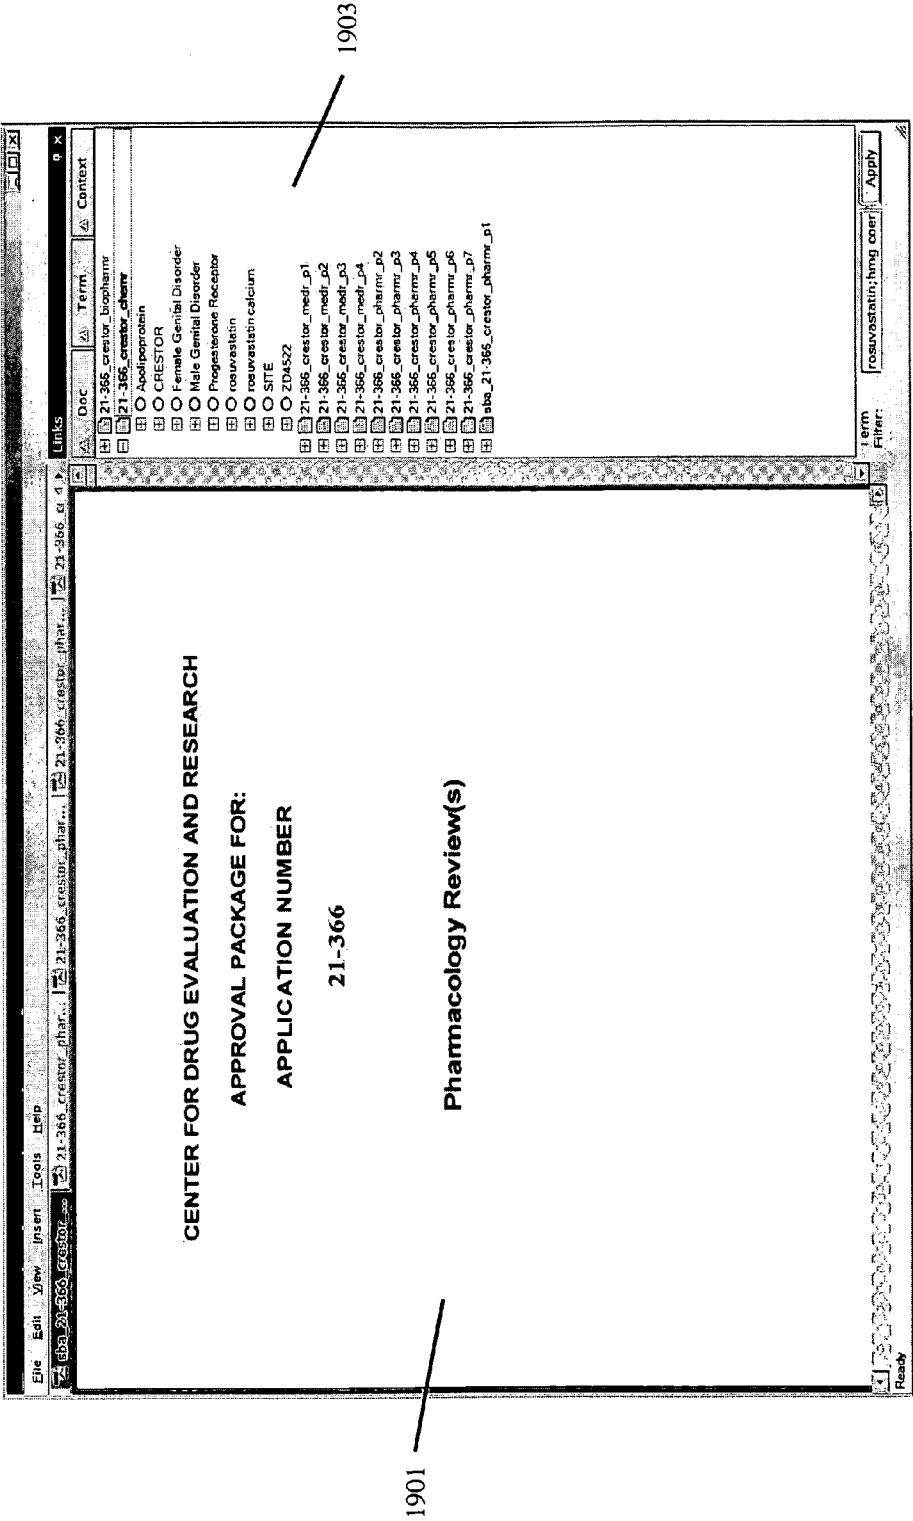 File Edit View Insert Tools Help
sba_21-366_crestor_... 21-366_crestor_phar... 21-366_crestor_phar... 21-366_crestor_phar... 21-366_c
CENTER FOR DRUG EVALUATION AND RESEARCH
APPROVAL PACKAGE FOR:
APPLICATION NUMBER
21-366
Pharmacology Review(s)
Ready
Links
Doc Term Context
21-366_crestor_biopharmr
21-366_crestor_chemr
Apolipoprotein
CRESTOR
Female Genital Disorder
Male Genital Disorder
Progesterone Receptor
rosuvastatin
rosuvastatin calcium
SITE
ZD4522
21-366_crestor_medr_p1
21-366_crestor_medr_p2
21-366_crestor_medr_p3
21-366_crestor_medr_p4
21-366_crestor_pharmr_p2
21-366_crestor_pharmr_p3
21-366_crestor_pharmr_p4
21-366_crestor_pharmr_p5
21-366_crestor_pharmr_p6
21-366_crestor_pharmr_p7
sba_21-366_crestor_pharmr_p1
Term Filter: rosuvastatin;hmg coer Apply
1901
1903